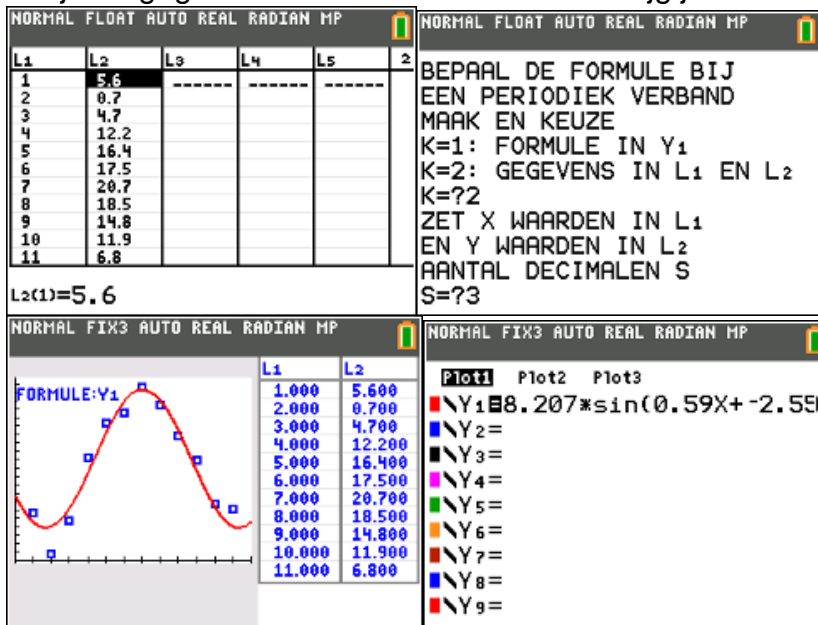 NORMAL FLOAT AUTO REAL RADIAN MP
L1 L2 L3 L4 L5 2
1 5.6 ------ ------ ------
2 0.7
3 4.7
4 12.2
5 16.4
6 17.5
7 20.7
8 18.5
9 14.8
10 11.9
11 6.8
L2(1)=5.6
NORMAL FLOAT AUTO REAL RADIAN MP
BEPAAL DE FORMULE BIJ
EEN PERIODIEK VERBAND
MAAK EN KEUZE
K=1: FORMULE IN Y1
K=2: GEGEVENS IN L1 EN L2
K=?2
ZET X WAARDEN IN L1
EN Y WAARDEN IN L2
AANTAL DECIMALEN S
S=?3
NORMAL FIX3 AUTO REAL RADIAN MP
FORMULE:Y1
L1 L2
1.000 5.600
2.000 0.700
3.000 4.700
4.000 12.200
5.000 16.400
6.000 17.500
7.000 20.700
8.000 18.500
9.000 14.800
10.000 11.900
11.000 6.800
NORMAL FIX3 AUTO REAL RADIAN MP
Plot1 Plot2 Plot3
\Y1=8.207*sin(0.59X+-2.55
\Y2=
\Y3=
\Y4=
\Y5=
\Y6=
\Y7=
\Y8=
\Y9=